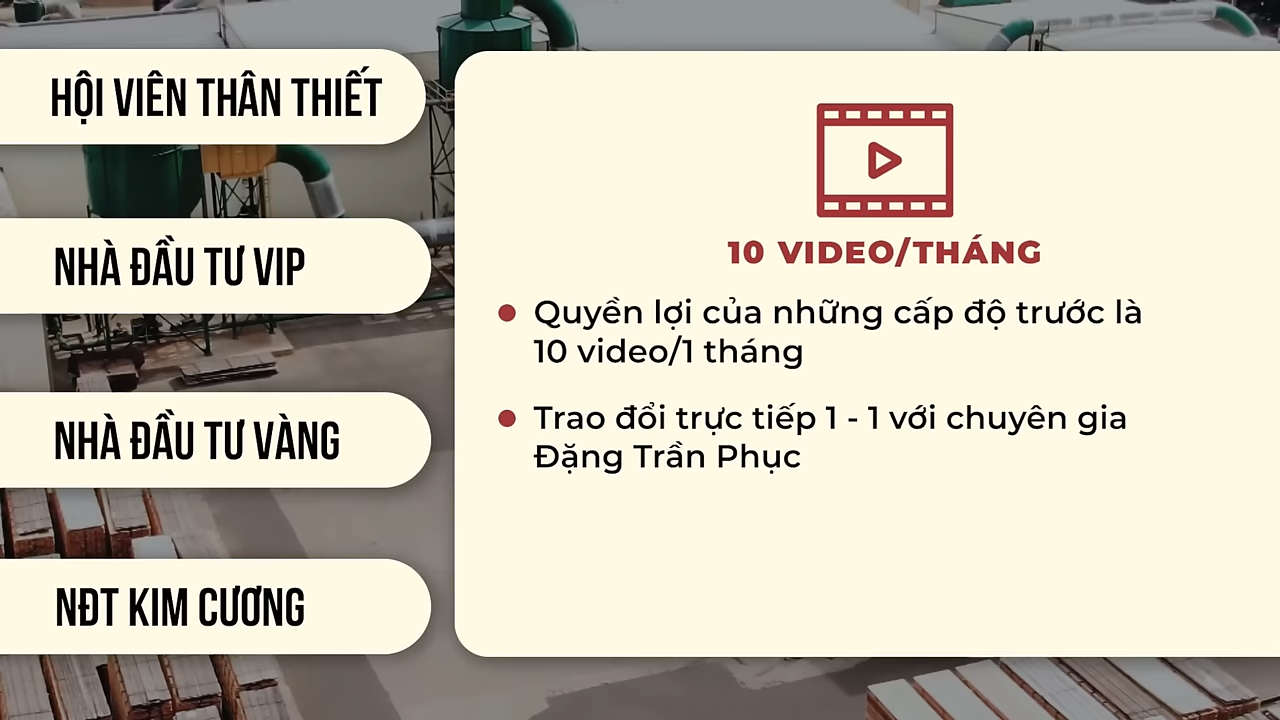 HỘI VIÊN THÂN THIẾT
NHÀ ĐẦU TƯ VIP
NHÀ ĐẦU TƯ VÀNG
NĐT KIM CƯƠNG
10 VIDEO/THÁNG
Quyền lợi của những cấp độ trước là
10 video/1 tháng
Trao đổi trực tiếp 1 - 1 với chuyên gia
Đặng Trần Phục